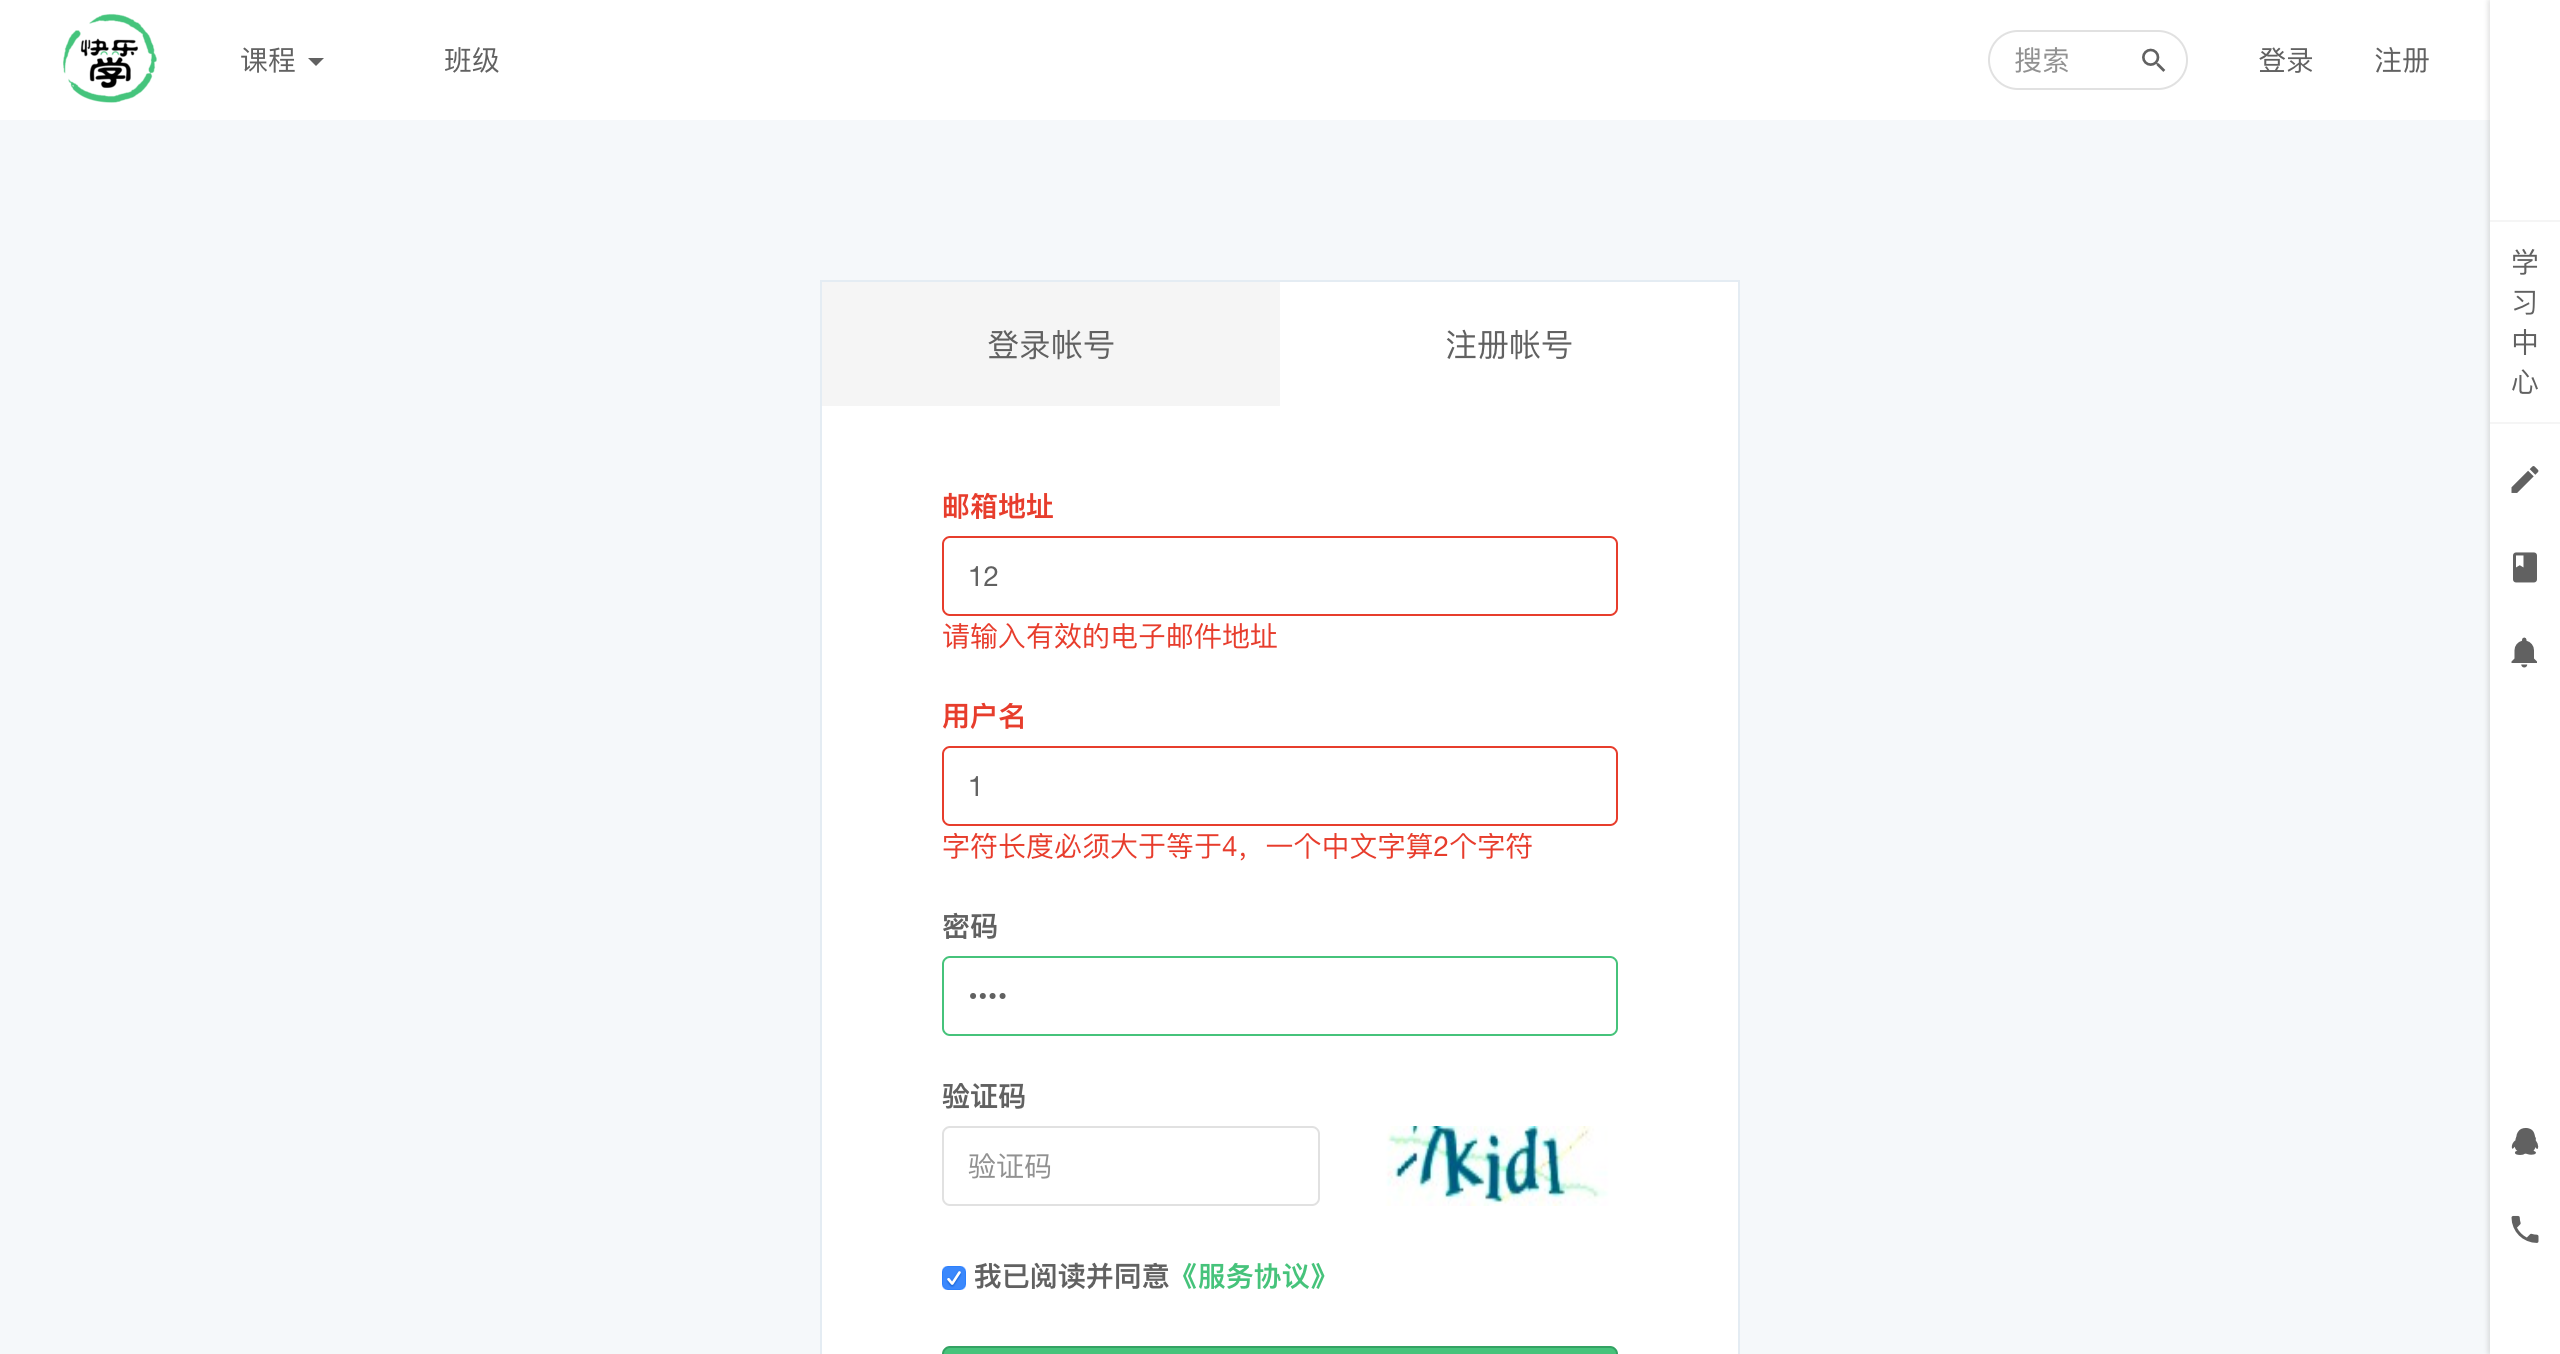 快乐
学
课程
班级
搜索
登录
注册
学
习
中
心
登录帐号
注册帐号
邮箱地址
12
请输入有效的电子邮件地址
用户名
1
字符长度必须大于等于4，一个中文字算2个字符
密码
••••
验证码
验证码
kidl
我已阅读并同意《服务协议》